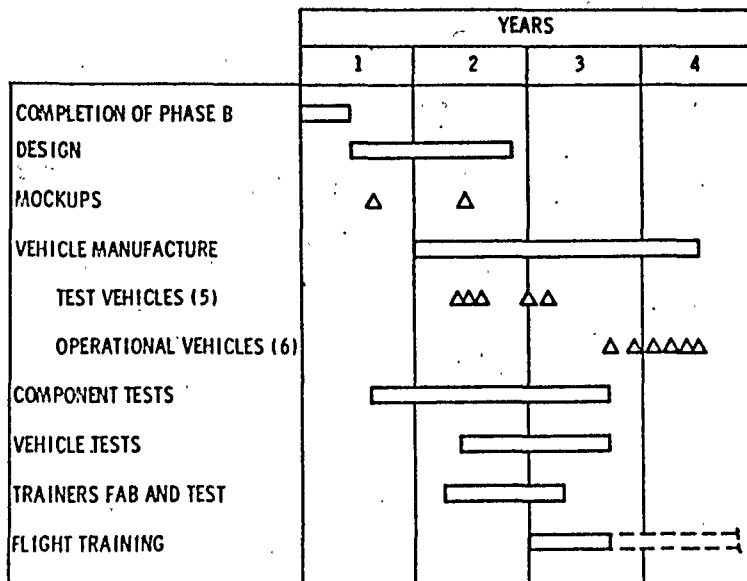 YEARS
1 2 3 4
COMPLETION OF PHASE B
DESIGN
MOCKUPS
VEHICLE MANUFACTURE
TEST VEHICLES (5)
OPERATIONAL VEHICLES (6)
COMPONENT TESTS
VEHICLE TESTS
TRAINERS FAB AND TEST
FLIGHT TRAINING